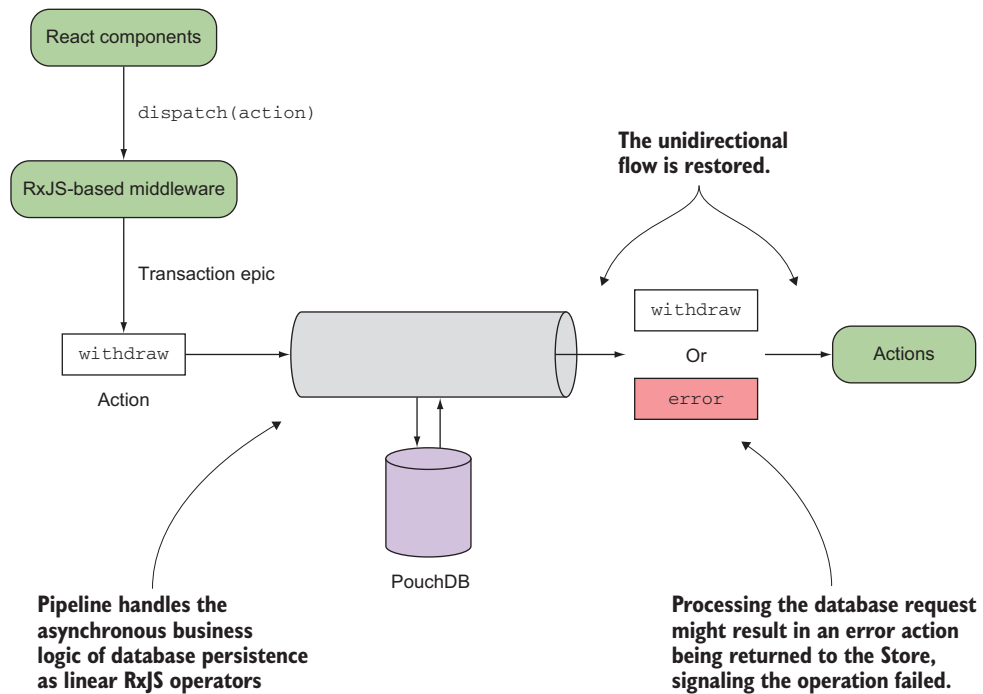 React components
dispatch(action)
The unidirectional
flow is restored.
RxJS-based middleware
Transaction epic
withdraw
withdraw
Or
Actions
Action
error
PouchDB
Pipeline handles the
asynchronous business
logic of database persistence
as linear RxJS operators
Processing the database request
might result in an error action
being returned to the Store,
signaling the operation failed.